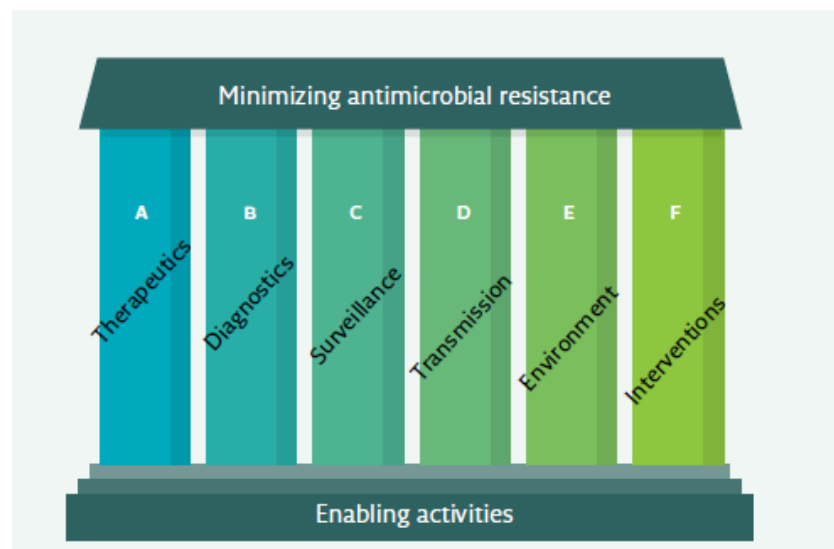 Minimizing antimicrobial resistance
A
B
C
D
E
F
Therapeutics
Diagnostics
Surveillance
Transmission
Environment
Interventions
Enabling activities